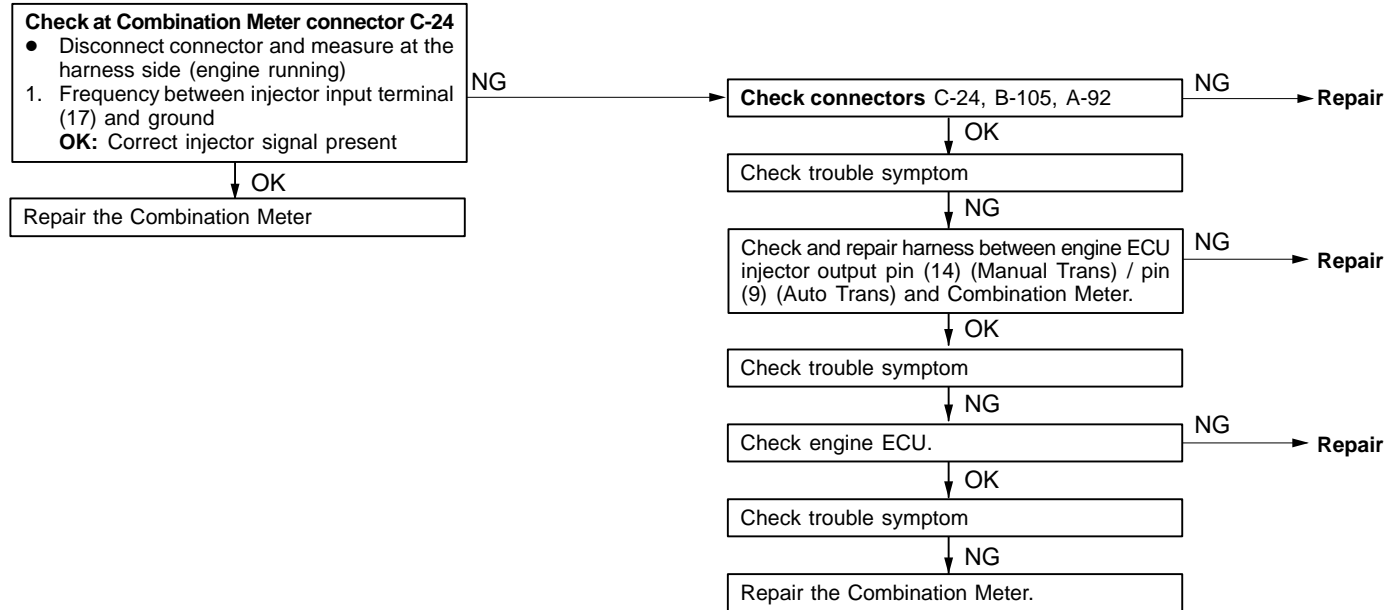 Check at Combination Meter connector C-24
● Disconnect connector and measure at the
harness side (engine running)
1. Frequency between injector input terminal
(17) and ground
OK: Correct injector signal present
NG
OK
Repair the Combination Meter
Check connectors C-24, B-105, A-92
NG
Repair
OK
Check trouble symptom
NG
Check and repair harness between engine ECU
injector output pin (14) (Manual Trans) / pin
(9) (Auto Trans) and Combination Meter.
NG
Repair
OK
Check trouble symptom
NG
Check engine ECU.
NG
Repair
OK
Check trouble symptom
NG
Repair the Combination Meter.